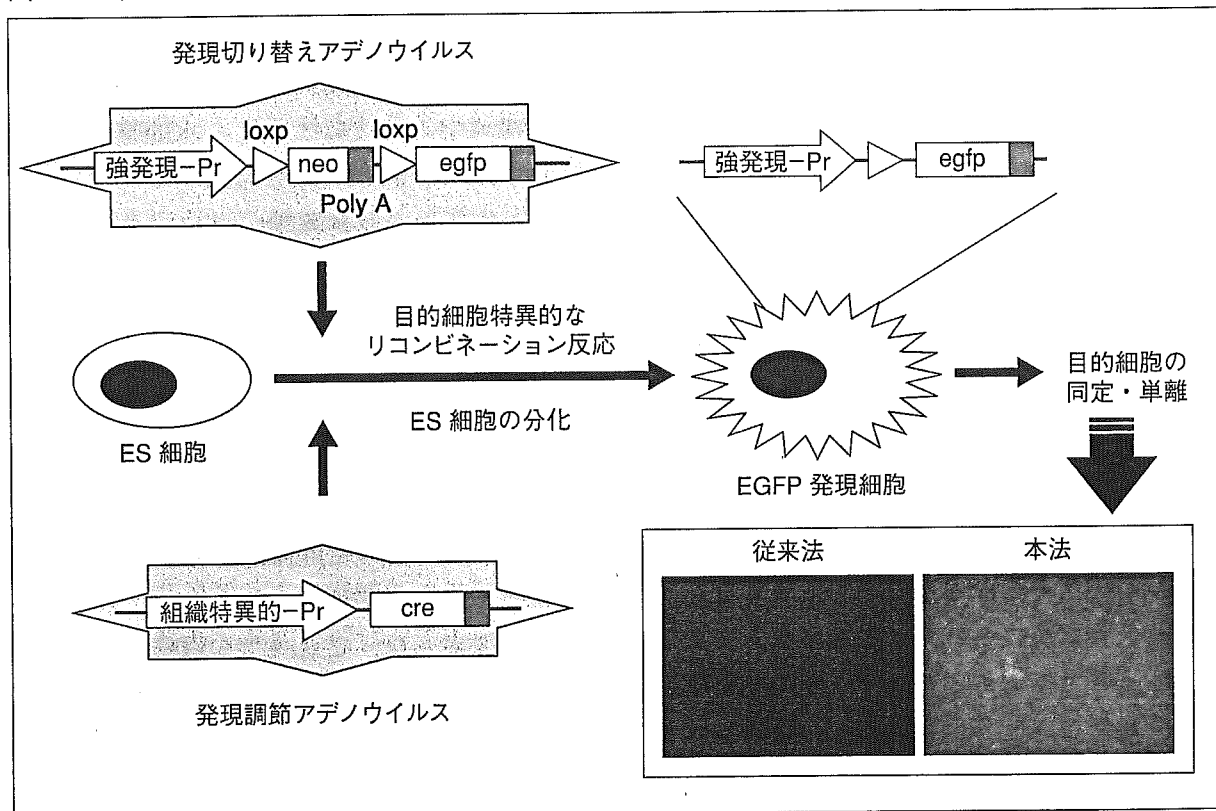 発現切り替えアデノウイルス
loxp
loxp
強発現−Pr
neo
egfp
Poly A
強発現−Pr
egfp
目的細胞特異的な
リコンビネーション反応
ES 細胞の分化
ES 細胞
EGFP 発現細胞
目的細胞の
同定・単離
組織特異的−Pr
cre
発現調節アデノウイルス
従来法
本法